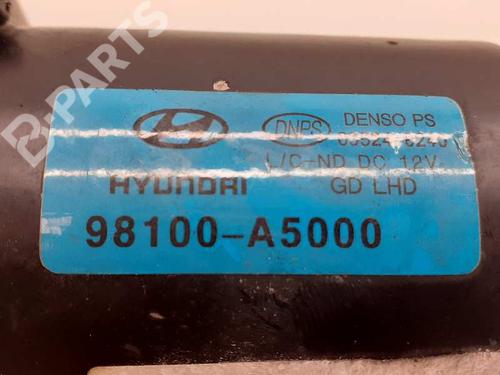 B-PARTS
DNPS
DENSO PS
L/C-ND DC 12V
HYUNDAI
GD LHD
98100-A5000